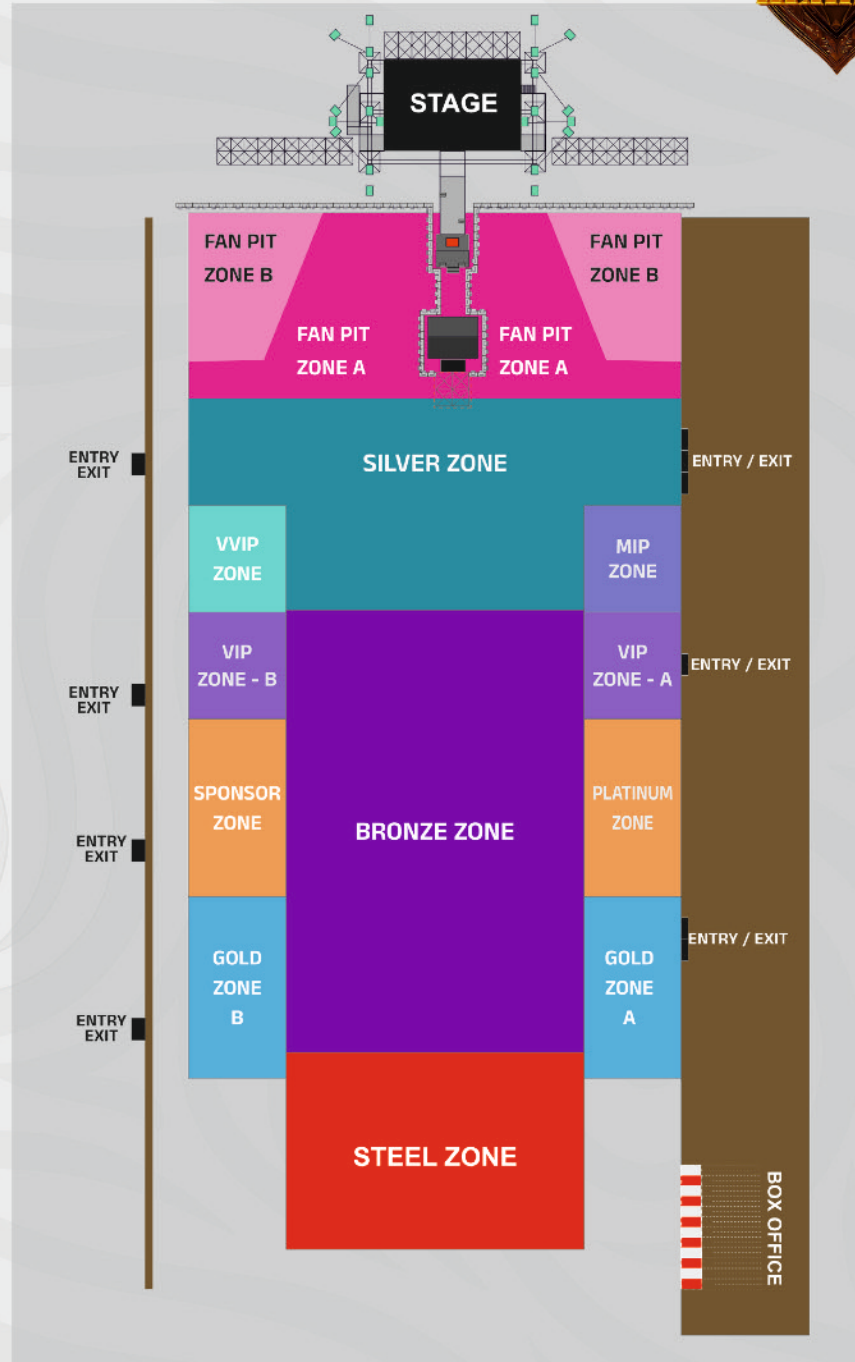 STAGE
FAN PIT
ZONE B
FAN PIT
ZONE B
FAN PIT
ZONE A
FAN PIT
ZONE A
ENTRY
EXIT
SILVER ZONE
ENTRY / EXIT
VVIP
ZONE
MIP
ZONE
VIP
ZONE - B
VIP
ZONE - A
ENTRY / EXIT
ENTRY
EXIT
SPONSOR
ZONE
PLATINUM
ZONE
BRONZE ZONE
ENTRY
EXIT
GOLD
ZONE
B
GOLD
ZONE
A
ENTRY / EXIT
ENTRY
EXIT
STEEL ZONE
BOX OFFICE